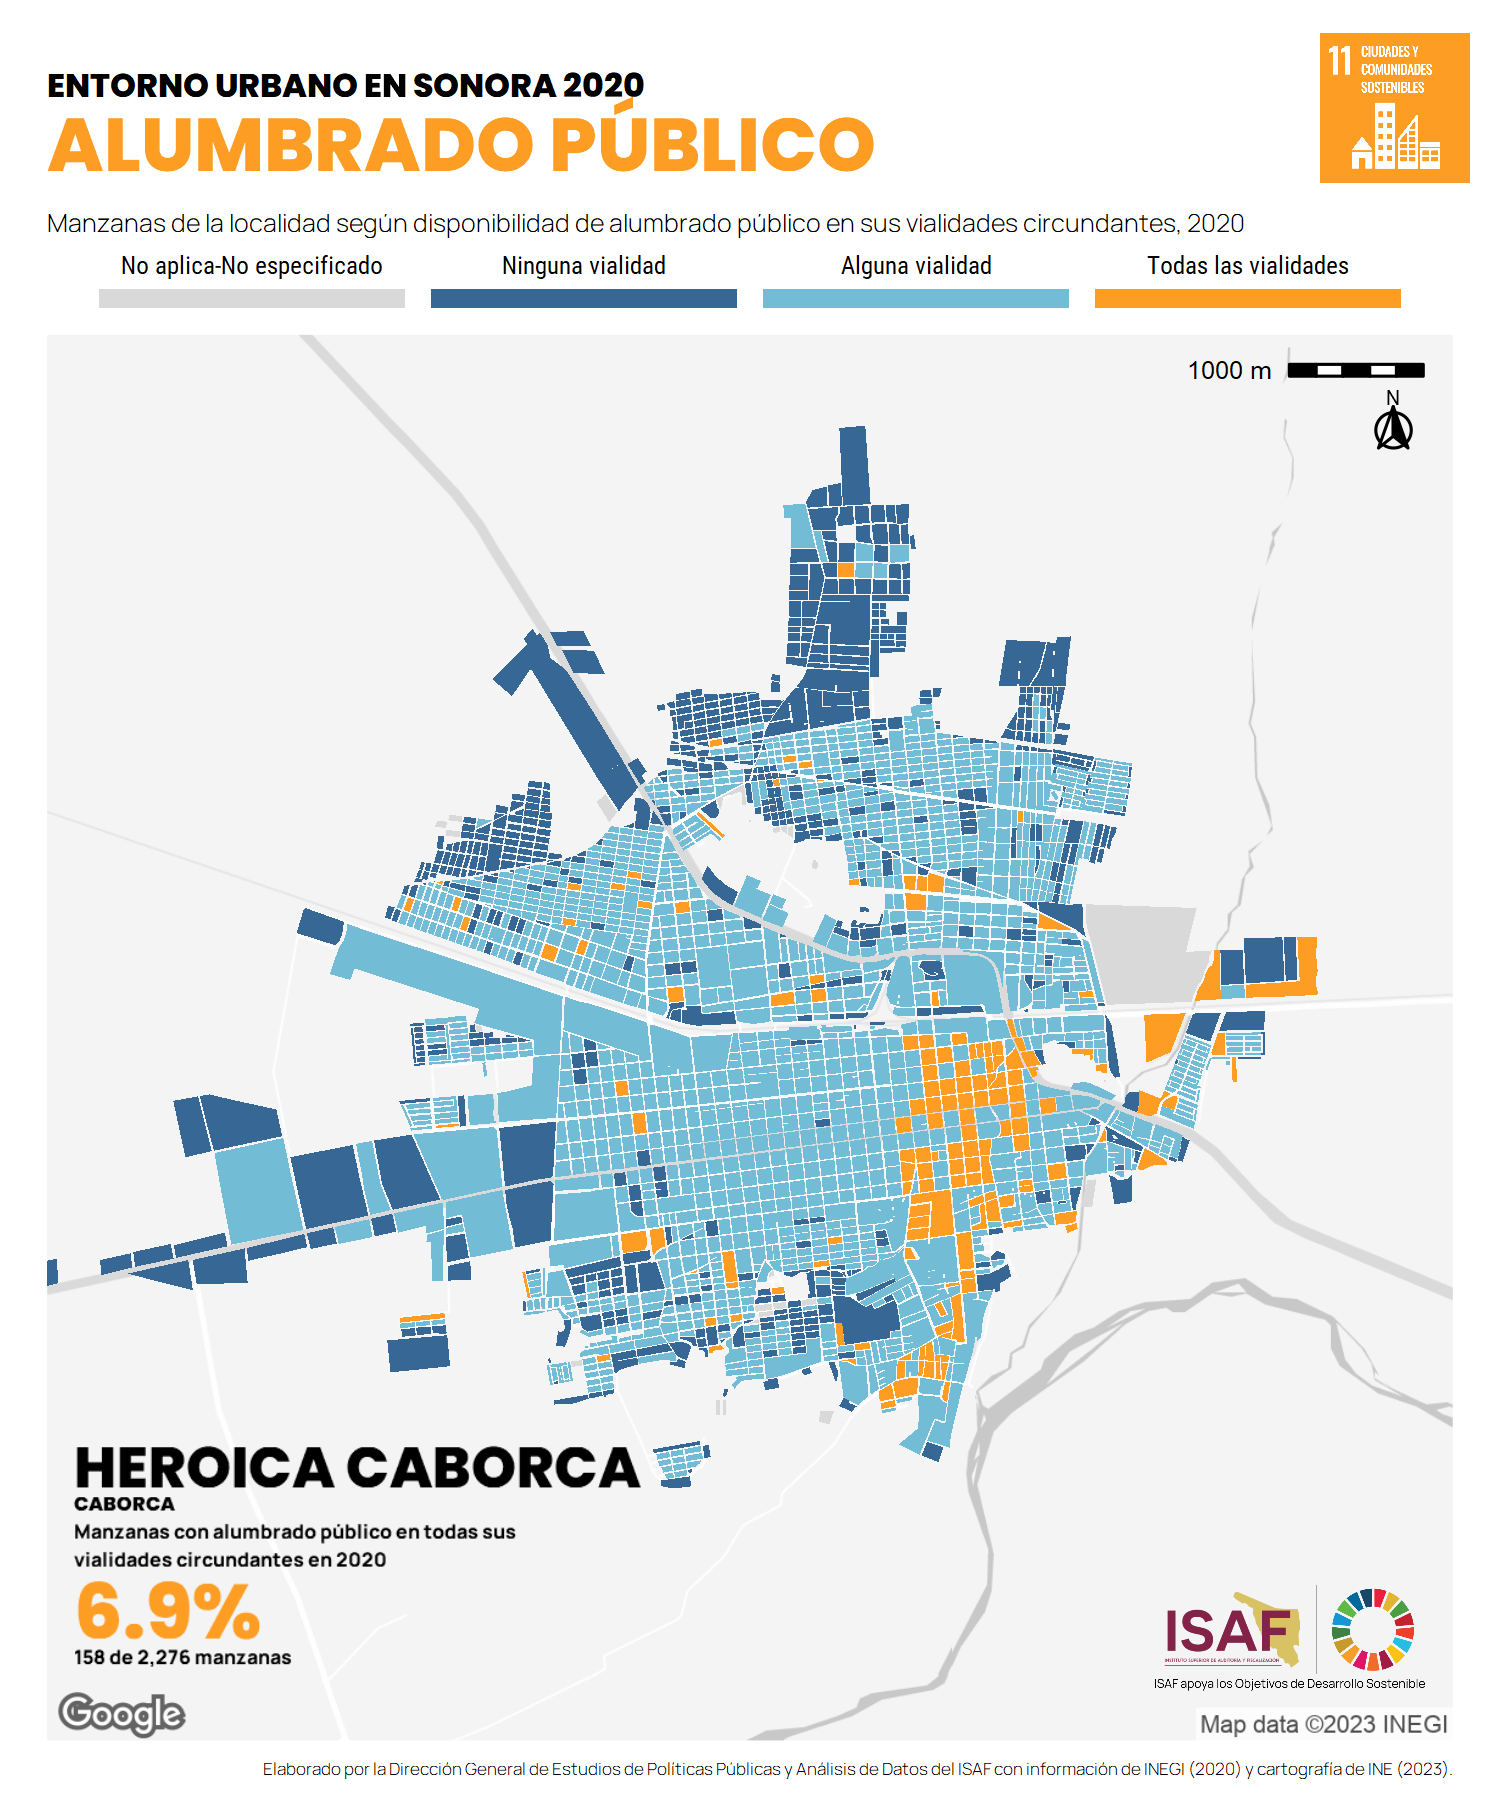 11 CIUDADES Y
COMUNIDADES
SOSTENIBLES
ENTORNO URBANO EN SONORA 2020
ALUMBRADO PÚBLICO
Manzanas de la localidad según disponibilidad de alumbrado público en sus vialidades circundantes, 2020
No aplica-No especificado
Ninguna vialidad
Alguna vialidad
Todas las vialidades
1000 m
N
HEROICA CABORCA
CABORCA
Manzanas con alumbrado público en todas sus
vialidades circundantes en 2020
6.9%
158 de 2,276 manzanas
Google
ISAF
INSTITUTO SUPERIOR DE AUDITORÍA Y FISCALIZACIÓN
ISAF apoya los Objetivos de Desarrollo Sostenible
Map data ©2023 INEGI
Elaborado por la Dirección General de Estudios de Políticas Públicas y Análisis de Datos del ISAF con información de INEGI (2020) y cartografía de INE (2023).